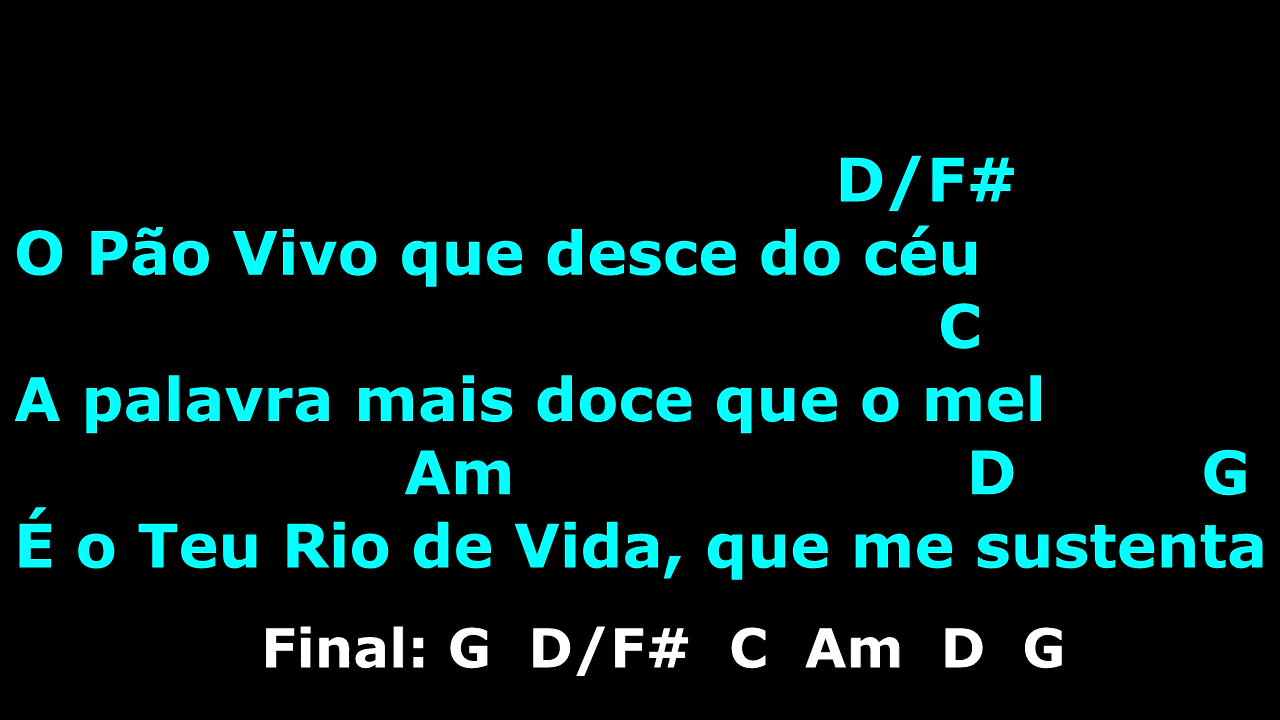 D/F#
O Pão Vivo que desce do céu
C
A palavra mais doce que o mel
Am D G
É o Teu Rio de Vida, que me sustenta
Final: G D/F# C Am D G